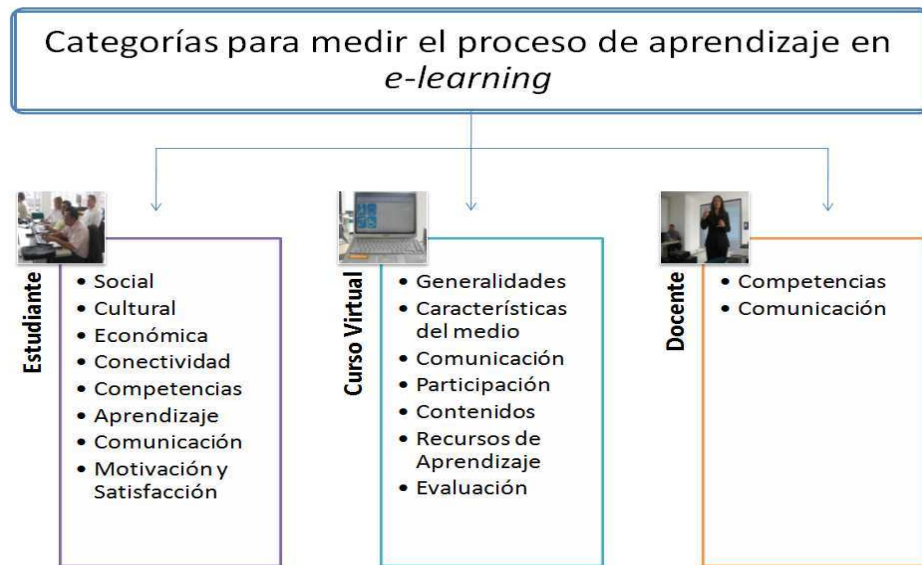 Categorías para medir el proceso de aprendizaje en
e-learning
Estudiante
• Social
• Cultural
• Económica
• Conectividad
• Competencias
• Aprendizaje
• Comunicación
• Motivación y
Satisfacción
Curso Virtual
• Generalidades
• Características
del medio
• Comunicación
• Participación
• Contenidos
• Recursos de
Aprendizaje
• Evaluación
Docente
• Competencias
• Comunicación